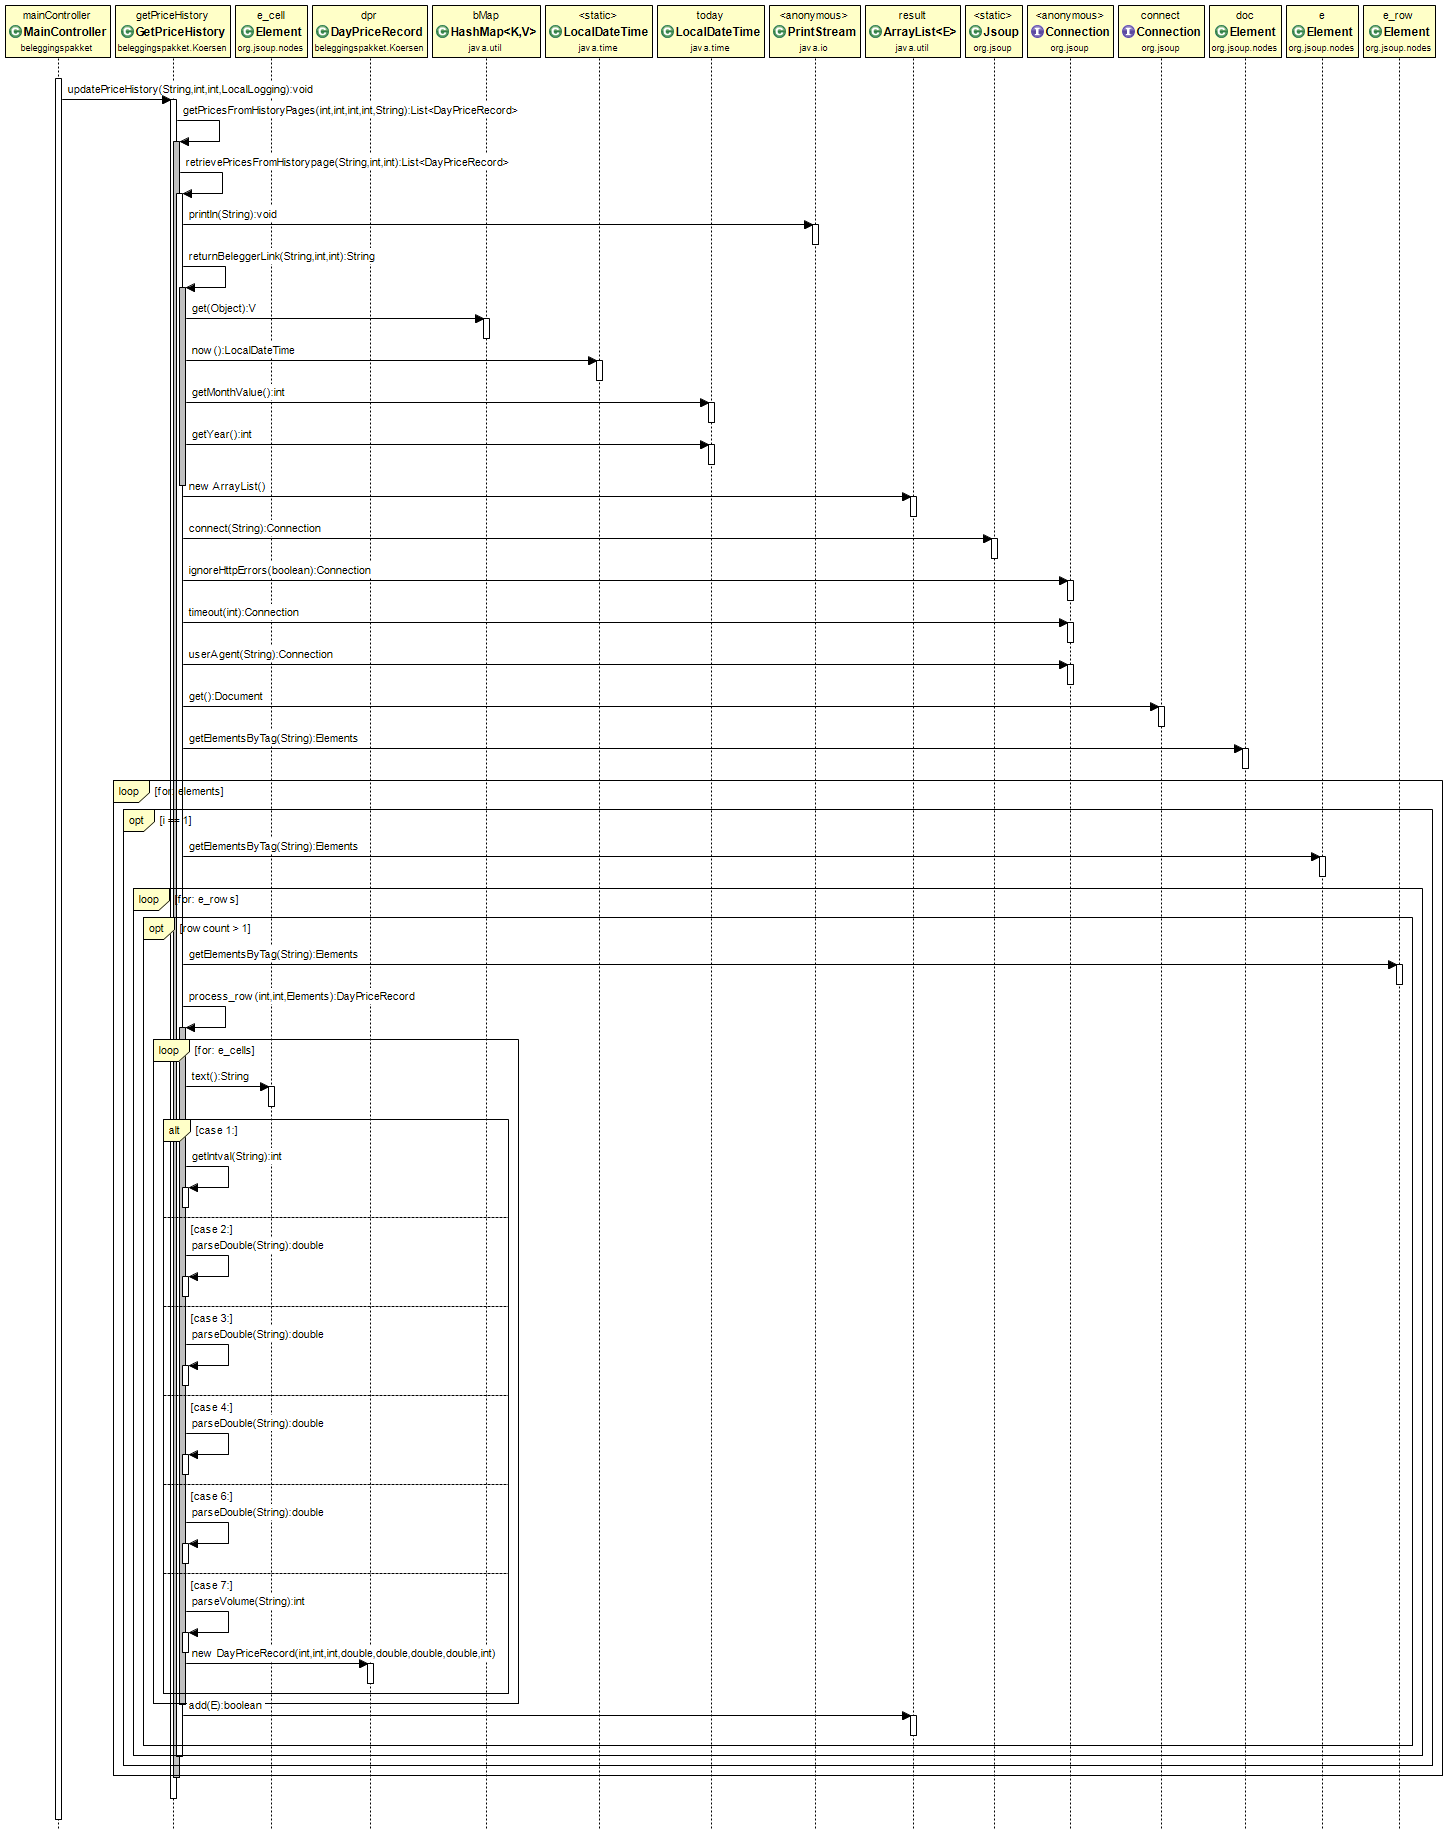 mainController
MainController
beleggingspakket
getPriceHistory
GetPriceHistory
beleggingspakket.Koersen
e_cell
Element
org.jsoup.nodes
dpr
DayPriceRecord
beleggingspakket.Koersen
bMap
HashMap<K,V>
java.util
<static>
LocalDateTime
java.time
today
LocalDateTime
java.time
<anonymous>
PrintStream
java.io
result
ArrayList<E>
java.util
<static>
Jsoup
org.jsoup
<anonymous>
Connection
org.jsoup
connect
Connection
org.jsoup
doc
Element
org.jsoup.nodes
e
Element
org.jsoup.nodes
e_row
Element
org.jsoup.nodes
updatePriceHistory(String,int,int,LocalLogging):void
getPricesFromHistoryPages(int,int,int,int,String):List<DayPriceRecord>
retrievePricesFromHistorypage(String,int,int):List<DayPriceRecord>
println(String):void
returnBeleggerLink(String,int,int):String
get(Object):V
now():LocalDateTime
getMonthValue():int
getYear():int
new ArrayList()
connect(String):Connection
ignoreHttpErrors(boolean):Connection
timeout(int):Connection
userAgent(String):Connection
get():Document
getElementsByTag(String):Elements
loop [for: elements]
opt [i == 1]
getElementsByTag(String):Elements
loop [for: e_rows]
opt [rowcount > 1]
getElementsByTag(String):Elements
process_row(int,int,Elements):DayPriceRecord
loop [for: e_cells]
text():String
alt [case 1:]
getIntval(String):int
[case 2:]
parseDouble(String):double
[case 3:]
parseDouble(String):double
[case 4:]
parseDouble(String):double
[case 6:]
parseDouble(String):double
[case 7:]
parseVolume(String):int
new DayPriceRecord(int,int,int,double,double,double,double,int)
add(E):boolean